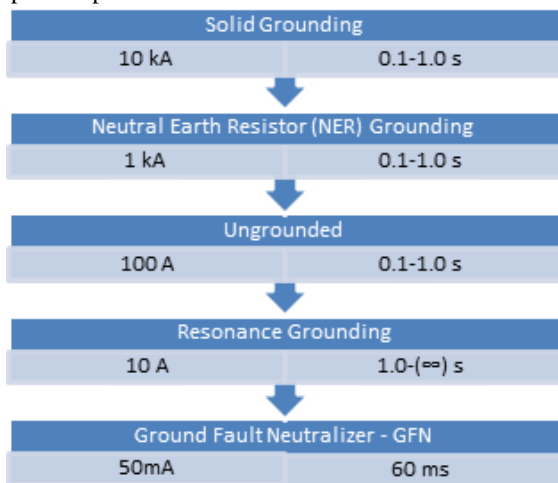 Solid Grounding
10 kA 0.1-1.0 s
Neutral Earth Resistor (NER) Grounding
1 kA 0.1-1.0 s
Ungrounded
100 A 0.1-1.0 s
Resonance Grounding
10 A 1.0-(∞) s
Ground Fault Neutralizer - GFN
50mA 60 ms